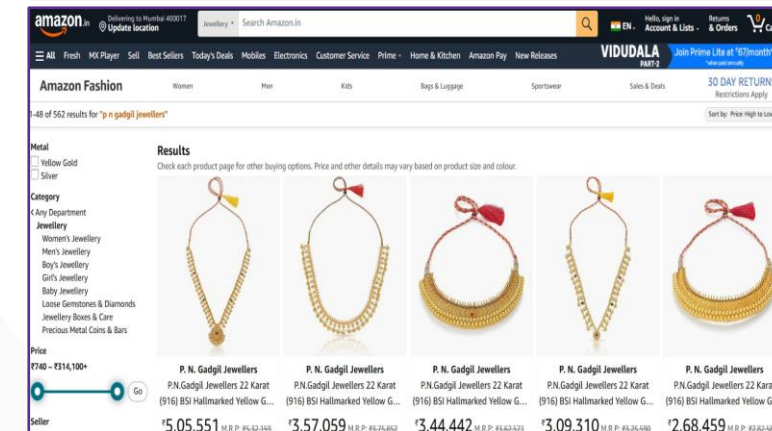 amazon.in
Delivering to Mumbai 400017
Update location
Jewellery
Search Amazon.in
EN
Hello, sign in
Account & Lists
Returns
& Orders
All Fresh MX Player Sell Best Sellers Today's Deals Mobiles Electronics Customer Service Prime Home & Kitchen Amazon Pay New Releases
VIDUDALA
PART-2
Join Prime Lite at ₹67/month*
Amazon Fashion
Women Men Kids Bags & Luggage Sportswear Sales & Deals
30 DAY RETURN
Restrictions Apply
1-48 of 562 results for "p n gadgil jewellers"
Sort by: Price: High to Low
Metal
Yellow Gold
Silver
Category
Any Department
Jewellery
Women's Jewellery
Men's Jewellery
Boy's Jewellery
Girl's Jewellery
Baby Jewellery
Loose Gemstones & Diamonds
Jewellery Boxes & Care
Precious Metal Coins & Bars
Price
₹740 – ₹314,100+
Go
Seller
Results
Check each product page for other buying options. Price and other details may vary based on product size and colour.
P. N. Gadgil Jewellers
P.N.Gadgil Jewellers 22 Karat
(916) BSI Hallmarked Yellow G...
₹5,05,551 M.R.P:
P. N. Gadgil Jewellers
P.N.Gadgil Jewellers 22 Karat
(916) BSI Hallmarked Yellow G...
₹3,57,059 M.R.P:
P. N. Gadgil Jewellers
P.N.Gadgil Jewellers 22 Karat
(916) BSI Hallmarked Yellow G...
₹3,44,442 M.R.P:
P. N. Gadgil Jewellers
P.N.Gadgil Jewellers 22 Karat
(916) BSI Hallmarked Yellow G...
₹3,09,310 M.R.P:
P. N. Gadgil Jewellers
P.N.Gadgil Jewellers 22 Kara
(916) BSI Hallmarked Yellow G
₹2,68,459 M.R.P: